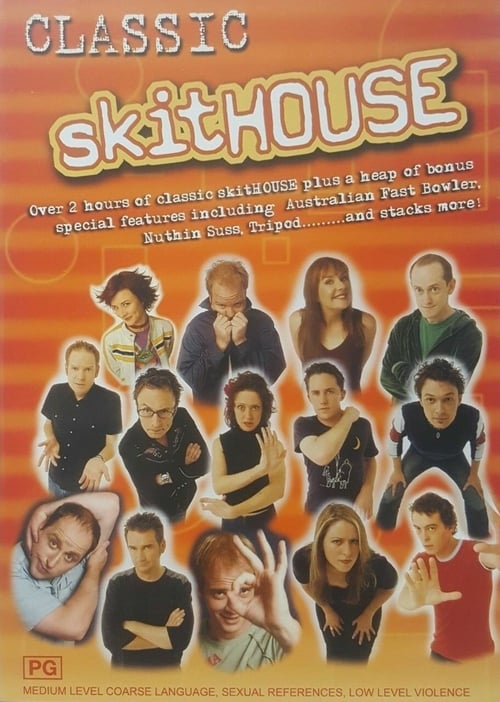 CLASSIC
skitHOUSE
Over 2 hours of classic skitHOUSE plus a heap of bonus
special features including Australian Fast Bowler,
Nuthin Suss, Tripod.........and stacks more!
PG
MEDIUM LEVEL COARSE LANGUAGE, SEXUAL REFERENCES, LOW LEVEL VIOLENCE